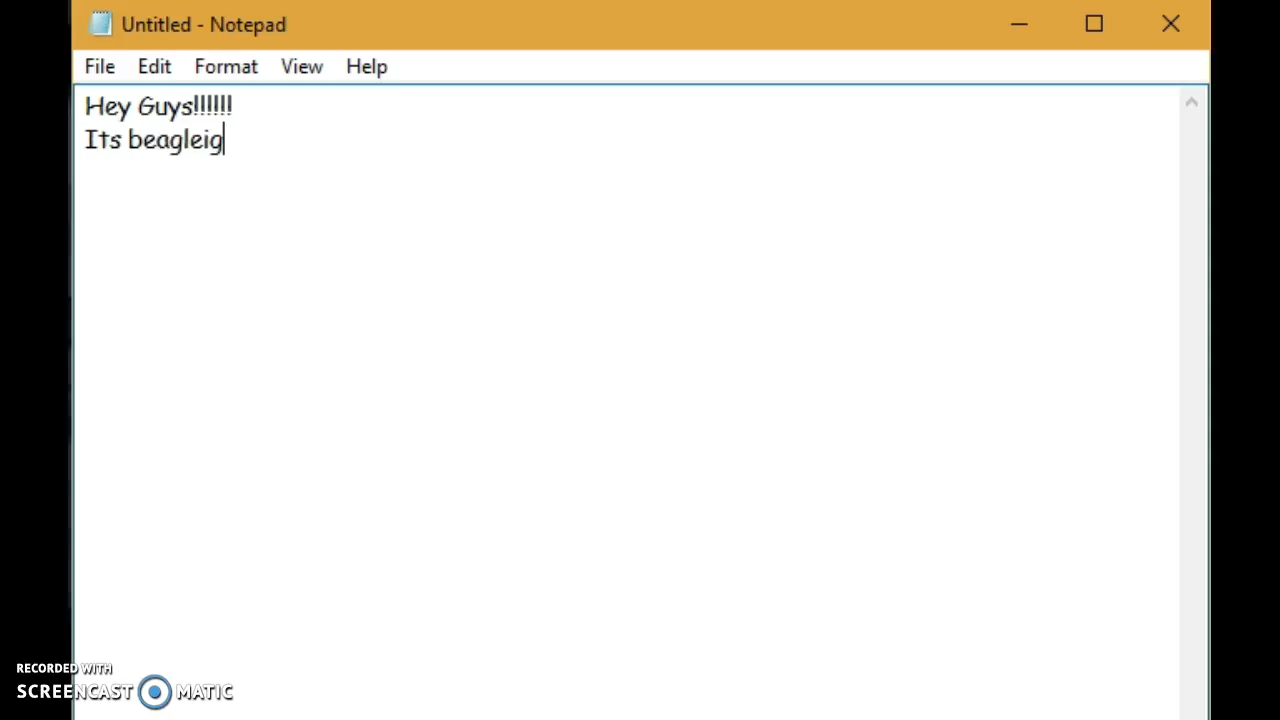 Untitled - Notepad
File Edit Format View Help
Hey Guys!!!!!!
Its beagleig
RECORDED WITH
SCREENCAST MATIC